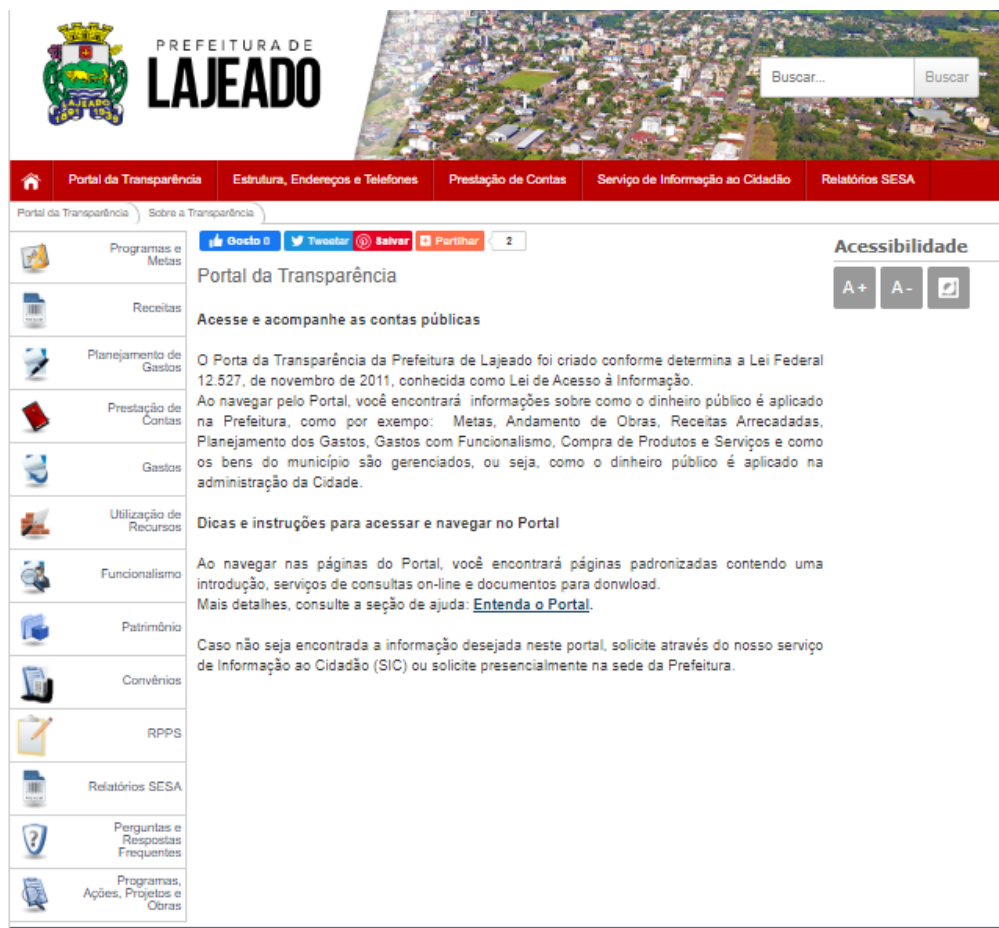 PREFEITURA DE
LAJEADO
LAJEADO
1891 1939
Buscar... Buscar
Portal da Transparência Estrutura, Endereços e Telefones Prestação de Contas Serviço de Informação ao Cidadão Relatórios SESA
Portal da Transparência Sobre a Transparência
Programas e
Metas
Receitas
Planejamento de
Gastos
Prestação de
Contas
Gastos
Utilização de
Recursos
Funcionalismo
Patrimônio
Convênios
RPPS
Relatórios SESA
Perguntas e
Respostas
Frequentes
Programas,
Ações, Projetos e
Obras
Gosto 0 Tweetar Salvar Partilhar 2
Portal da Transparência
Acesse e acompanhe as contas públicas
O Porta da Transparência da Prefeitura de Lajeado foi criado conforme determina a Lei Federal
12.527, de novembro de 2011, conhecida como Lei de Acesso à Informação.
Ao navegar pelo Portal, você encontrará informações sobre como o dinheiro público é aplicado
na Prefeitura, como por exempo: Metas, Andamento de Obras, Receitas Arrecadadas,
Planejamento dos Gastos, Gastos com Funcionalismo, Compra de Produtos e Serviços e como
os bens do município são gerenciados, ou seja, como o dinheiro público é aplicado na
administração da Cidade.
Dicas e instruções para acessar e navegar no Portal
Ao navegar nas páginas do Portal, você encontrará páginas padronizadas contendo uma
introdução, serviços de consultas on-line e documentos para donwload.
Mais detalhes, consulte a seção de ajuda: Entenda o Portal.
Caso não seja encontrada a informação desejada neste portal, solicite através do nosso serviço
de Informação ao Cidadão (SIC) ou solicite presencialmente na sede da Prefeitura.
Acessibilidade
A+ A-